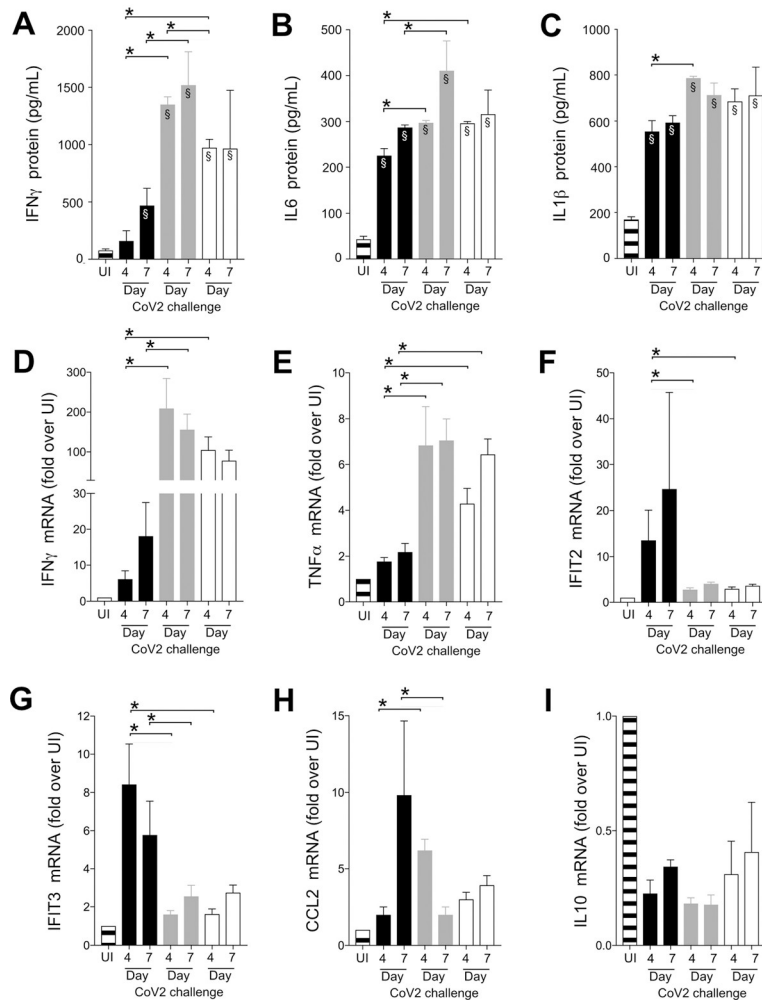 A
IFNγ protein (pg/mL)
2000
1500
1000
500
0
*
*
*
*
§
§
§
§
§
UI 4 7 4 7 4 7
Day Day Day
CoV2 challenge
B
IL6 protein (pg/mL)
500
400
300
200
100
0
*
*
*
§
§
§
§
§
§
UI 4 7 4 7 4 7
Day Day Day
CoV2 challenge
C
IL1β protein (pg/mL)
1000
800
600
400
200
0
*
§
§
§
§
§
§
UI 4 7 4 7 4 7
Day Day Day
CoV2 challenge
D
IFNγ mRNA (fold over UI)
300
200
100
30
20
10
0
*
*
*
UI 4 7 4 7 4 7
Day Day Day
CoV2 challenge
E
TNFα mRNA (fold over UI)
10
8
6
4
2
0
*
*
*
*
UI 4 7 4 7 4 7
Day Day Day
CoV2 challenge
F
IFIT2 mRNA (fold over UI)
50
40
30
20
10
0
*
*
UI 4 7 4 7 4 7
Day Day Day
CoV2 challenge
G
IFIT3 mRNA (fold over UI)
12
10
8
6
4
2
0
*
*
*
UI 4 7 4 7 4 7
Day Day Day
CoV2 challenge
H
CCL2 mRNA (fold over UI)
15
10
5
0
*
*
UI 4 7 4 7 4 7
Day Day Day
CoV2 challenge
I
IL10 mRNA (fold over UI)
1.0
0.5
0.0
UI 4 7 4 7 4 7
Day Day Day
CoV2 challenge